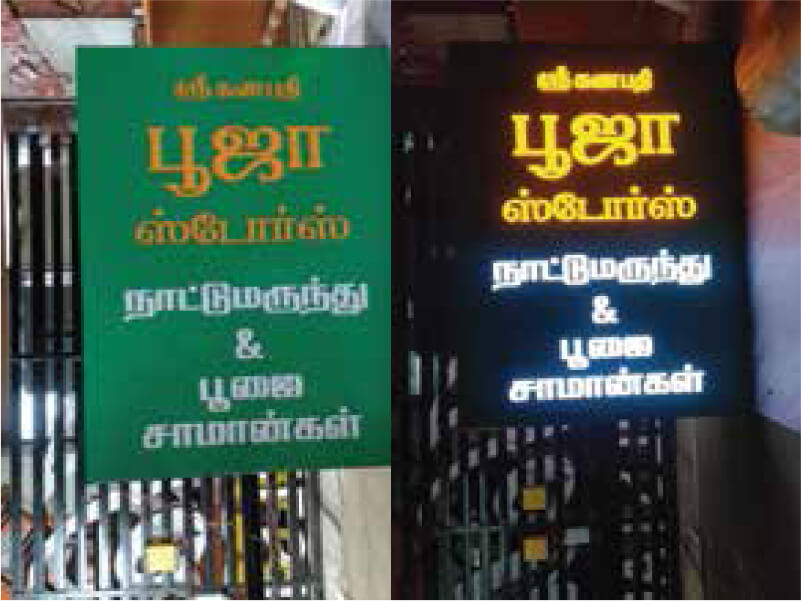 ஸ்ரீ கணபதி
பூஜா
ஸ்டோர்ஸ்
நாட்டுமருந்து
&
பூஜை
சாமான்கள்
ஸ்ரீ கணபதி
பூஜா
ஸ்டோர்ஸ்
நாட்டுமருந்து
&
பூஜை
சாமான்கள்